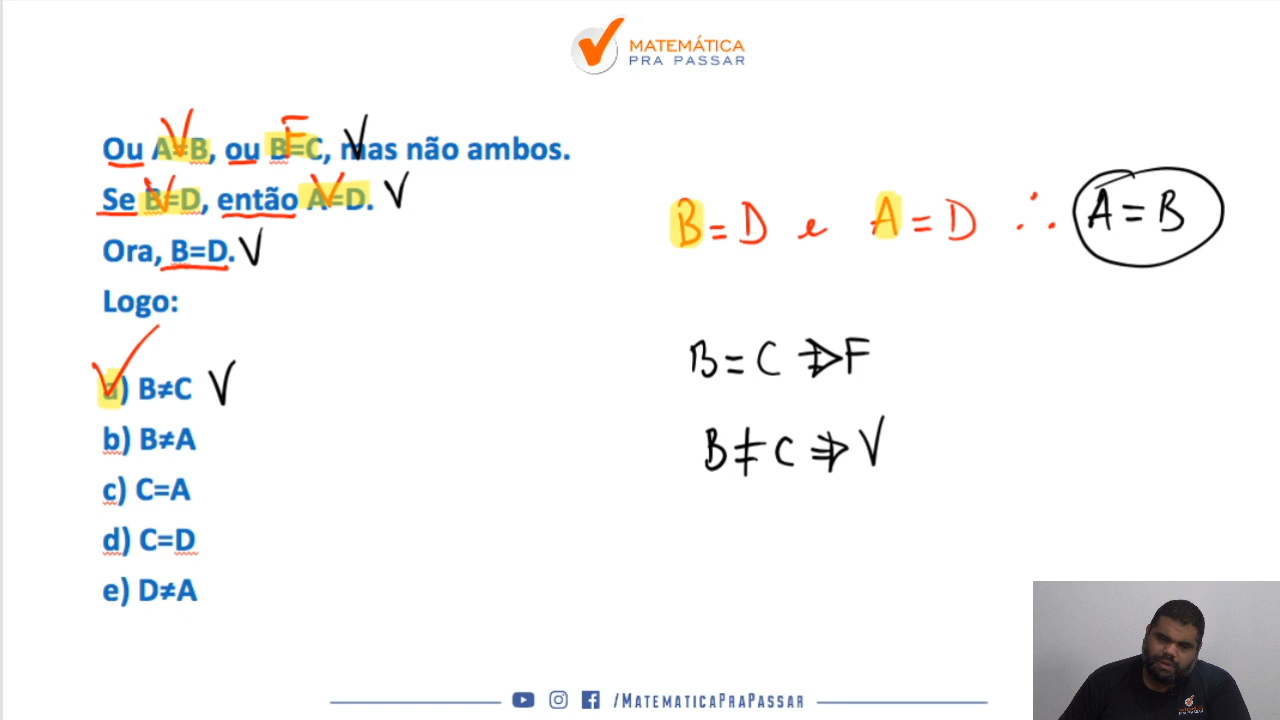 MATEMÁTICA
PRA PASSAR
V F
Ou A=B, ou B=C, mas não ambos. V
V V
Se B=D, então A=D. V
Ora, B=D. V
Logo:
a) B≠C V
b) B≠A
c) C=A
d) C=D
e) D≠A
B = D e A = D ∴ A = B
B = C ⇒ F
B ≠ C ⇒ V
/MATEMATICAPRAPASSAR